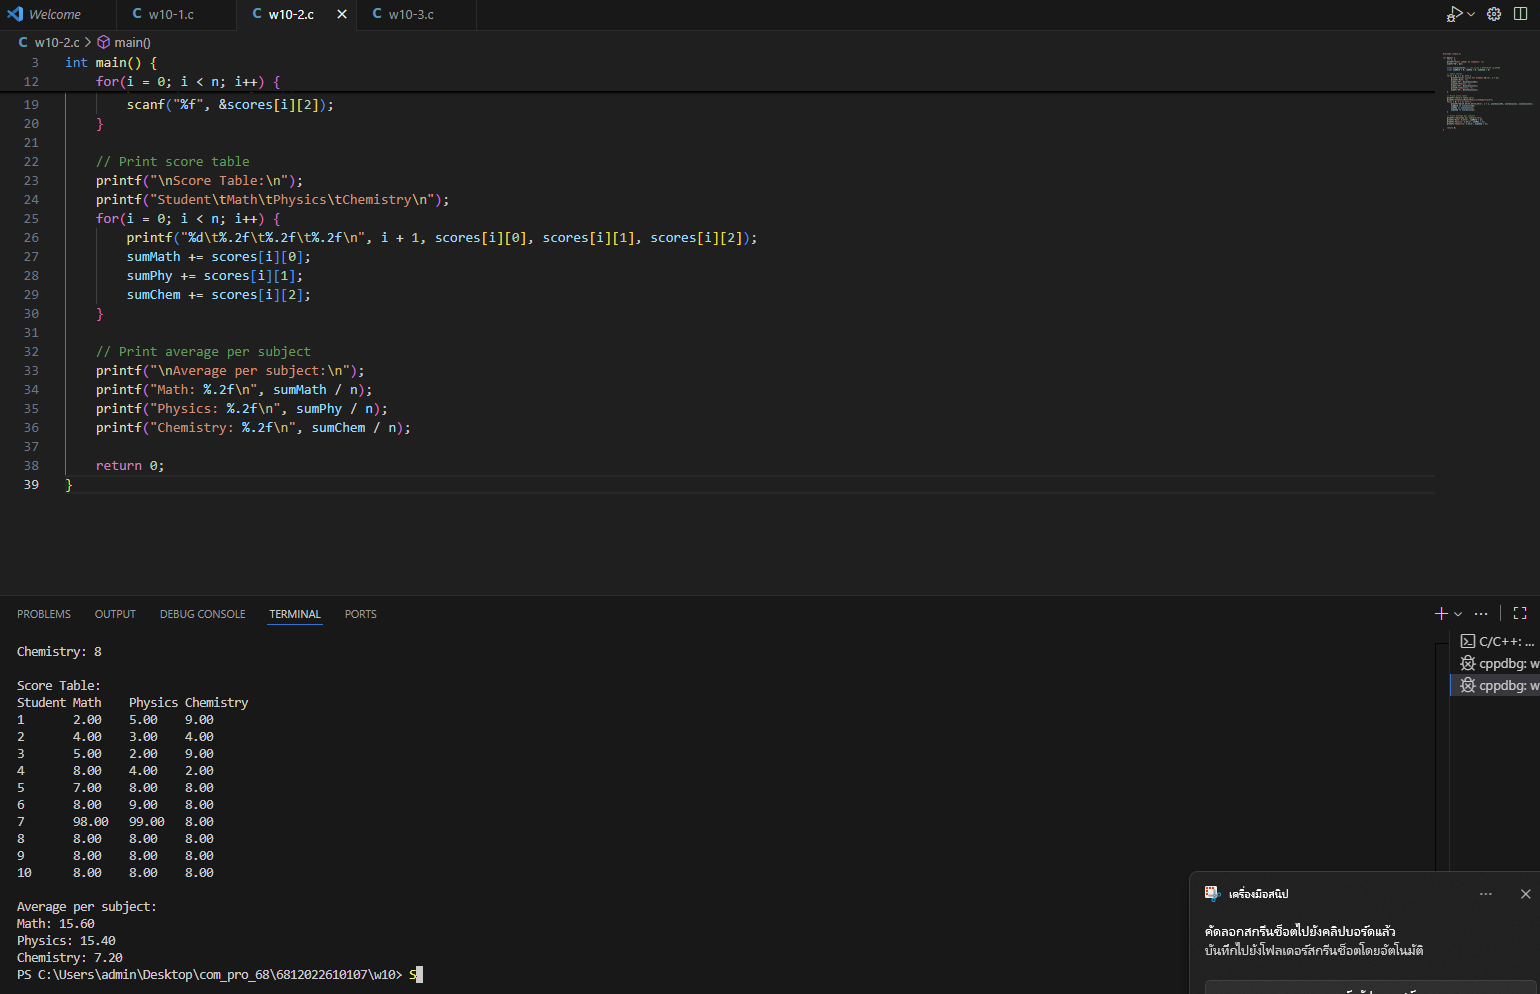 Welcome
C w10-1.c
C w10-2.c
C w10-3.c
C w10-2.c > main()
3 int main() {
12 for(i = 0; i < n; i++) {
19 scanf("%f", &scores[i][2]);
20 }
21
22 // Print score table
23 printf("\nScore Table:\n");
24 printf("Student\tMath\tPhysics\tChemistry\n");
25 for(i = 0; i < n; i++) {
26 printf("%d\t%.2f\t%.2f\t%.2f\n", i + 1, scores[i][0], scores[i][1], scores[i][2]);
27 sumMath += scores[i][0];
28 sumPhy += scores[i][1];
29 sumChem += scores[i][2];
30 }
31
32 // Print average per subject
33 printf("\nAverage per subject:\n");
34 printf("Math: %.2f\n", sumMath / n);
35 printf("Physics: %.2f\n", sumPhy / n);
36 printf("Chemistry: %.2f\n", sumChem / n);
37
38 return 0;
39 }
PROBLEMS OUTPUT DEBUG CONSOLE TERMINAL PORTS
Chemistry: 8
Score Table:
Student Math Physics Chemistry
1 2.00 5.00 9.00
2 4.00 3.00 4.00
3 5.00 2.00 9.00
4 8.00 4.00 2.00
5 7.00 8.00 8.00
6 8.00 9.00 8.00
7 98.00 99.00 8.00
8 8.00 8.00 8.00
9 8.00 8.00 8.00
10 8.00 8.00 8.00
Average per subject:
Math: 15.60
Physics: 15.40
Chemistry: 7.20
PS C:\Users\admin\Desktop\com_pro_68\6812022610107\w10> S
C/C++: ...
cppdbg: w
cppdbg: w
เครื่องมือสนิป
คัดลอกสกรีนช็อตไปยังคลิปบอร์ดแล้ว
บันทึกไปยังโฟลเดอร์สกรีนช็อตโดยอัตโนมัติ